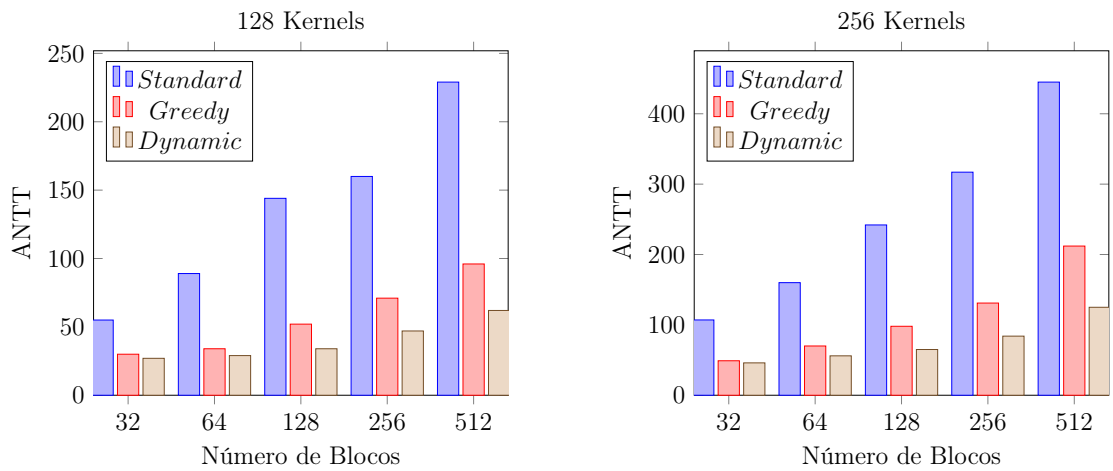 128 Kernels
250
200
150
100
50
0
ANTT
Standard
Greedy
Dynamic
32 64 128 256 512
Número de Blocos
256 Kernels
400
300
200
100
0
ANTT
Standard
Greedy
Dynamic
32 64 128 256 512
Número de Blocos